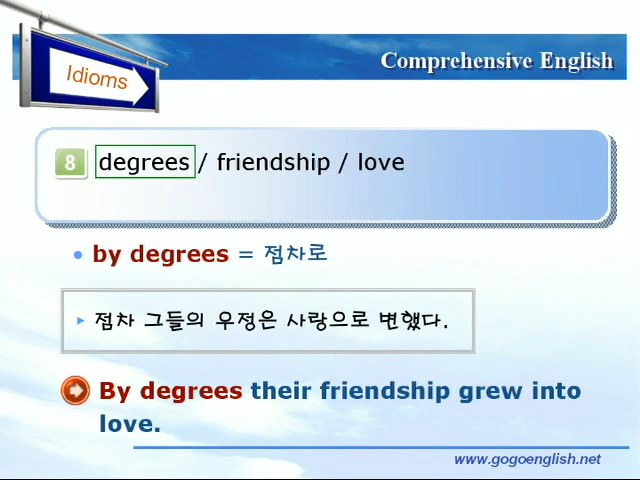 Idioms
Comprehensive English
8 degrees / friendship / love
• by degrees = 점차로
▸ 점차 그들의 우정은 사랑으로 변했다.
By degrees their friendship grew into
love.
www.gogoenglish.net